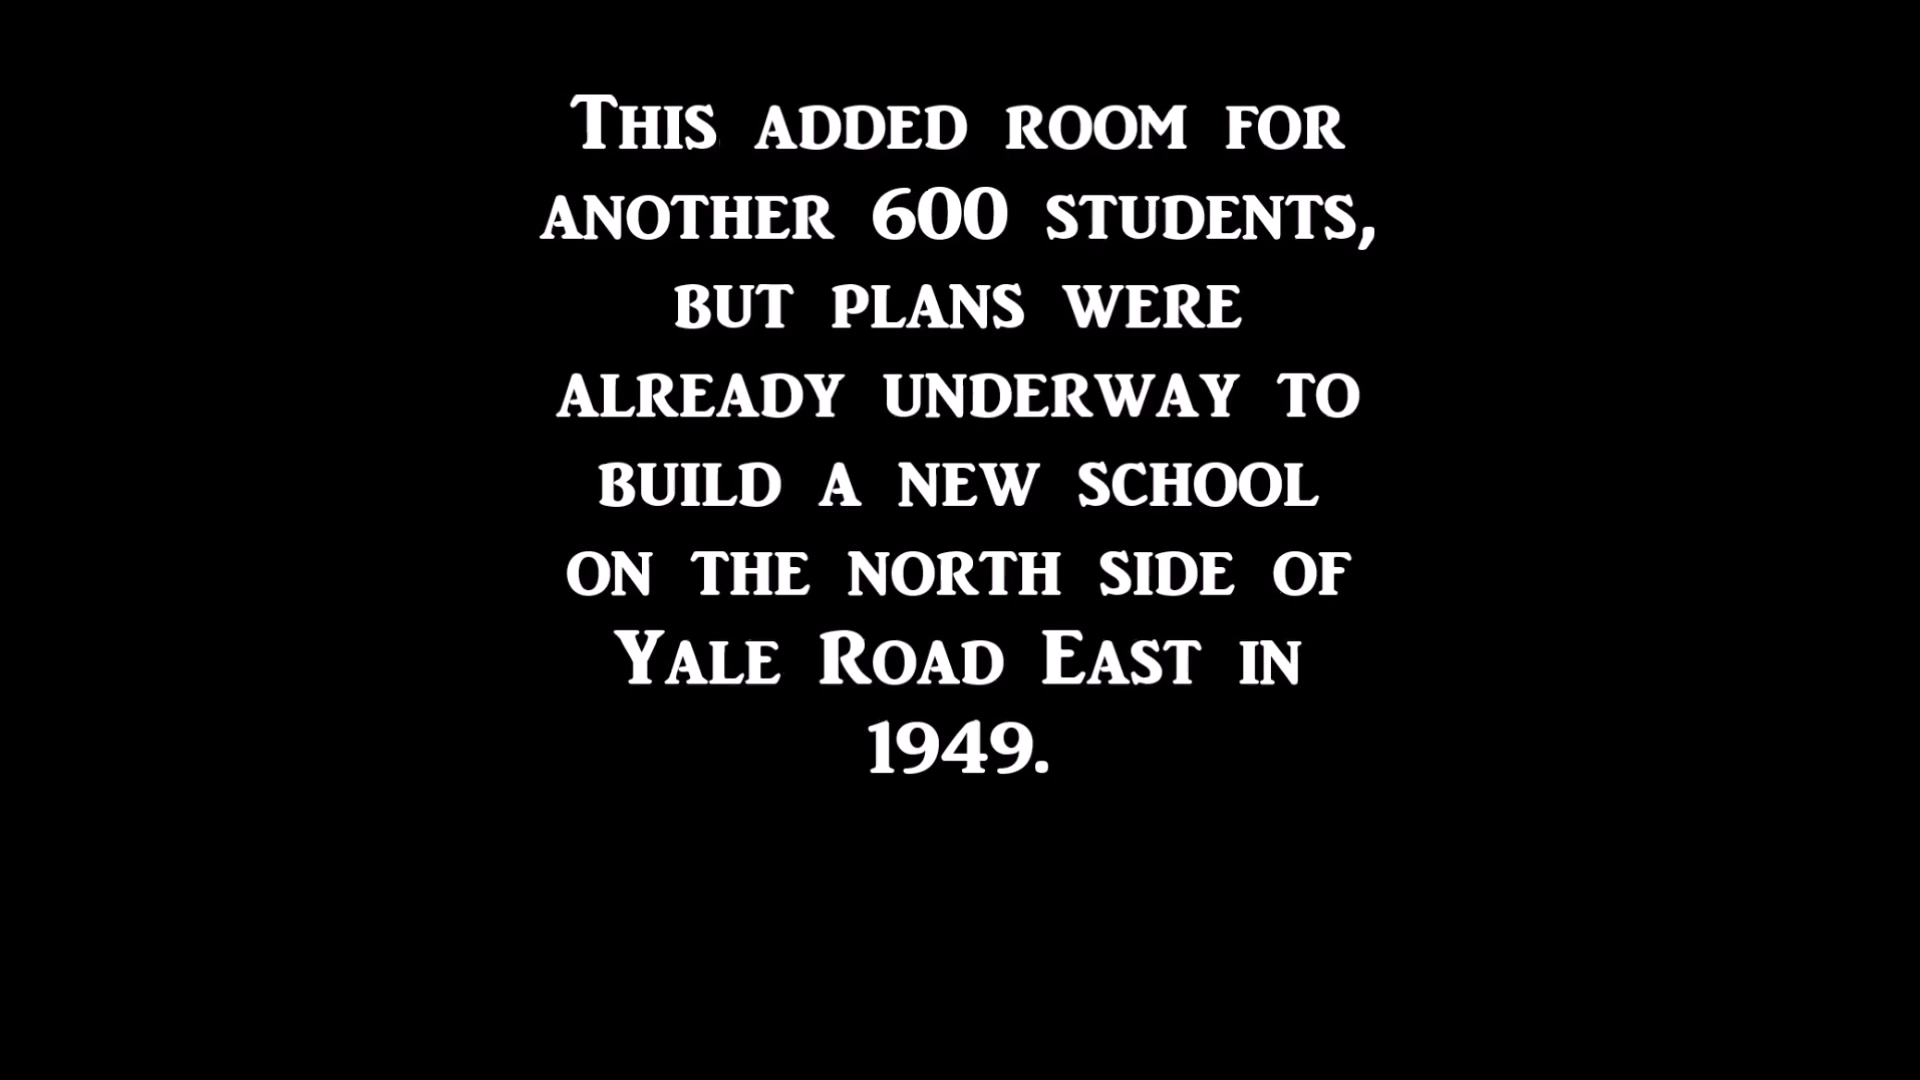 This added room for
another 600 students,
but plans were
already underway to
build a new school
on the north side of
Yale Road East in
1949.